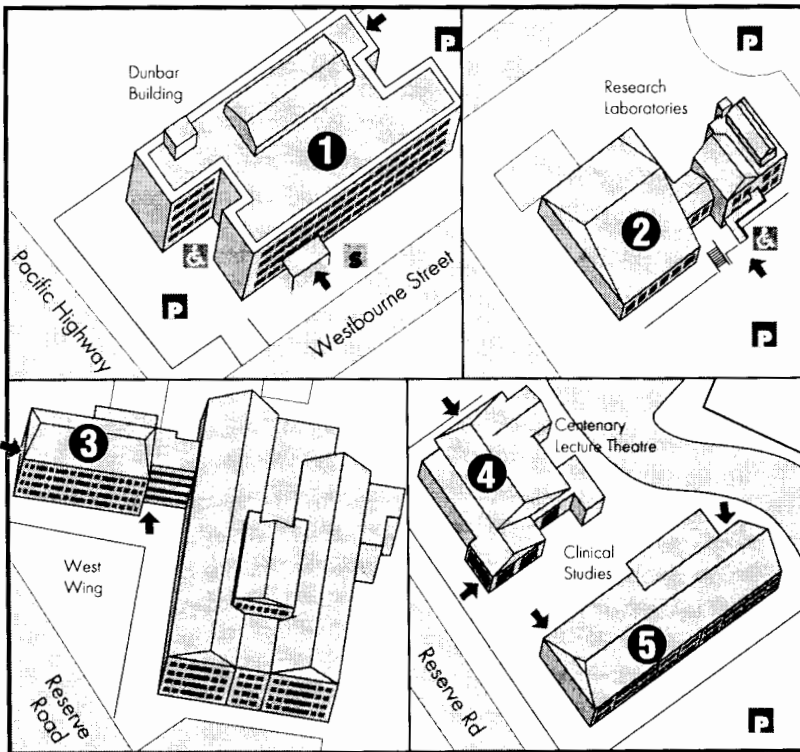 Dunbar
Building
1
P
S
P
Pacific Highway
Westbourne Street
P
Research
Laboratories
2
P
3
West
Wing
Reserve
Road
4
Centenary
Lecture Theatre
Clinical
Studies
5
Reserve Rd
P